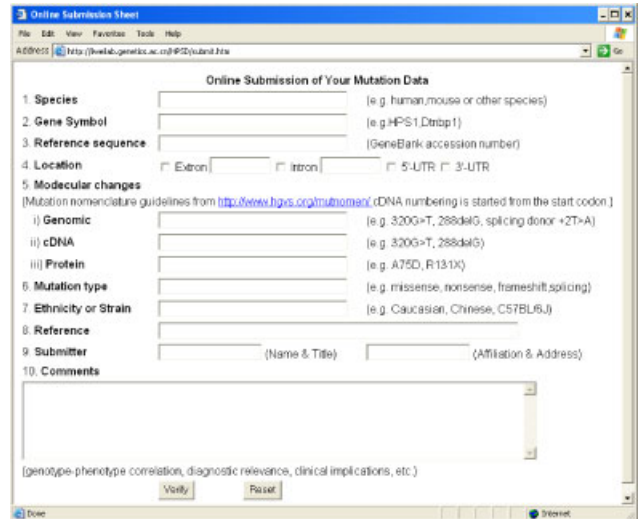 Online Submission Sheet
File Edit View Favorites Tools Help
Address http://liweilab.genetics.ac.cn/HPSD/submit.htm Go
Online Submission of Your Mutation Data
1. Species (e.g. human,mouse or other species)
2. Gene Symbol (e.g.HPS1,Dtnbp1)
3. Reference sequence (GeneBank accession number)
4. Location Extron Intron 5'-UTR 3'-UTR
5. Modecular changes
(Mutation nomenclature guidelines from http://www.hgvs.org/mutnomen/ cDNA numbering is started from the start codon.)
i) Genomic (e.g. 320G>T, 288delG, splicing donor +2T>A)
ii) cDNA (e.g. 320G>T, 288delG)
iii) Protein (e.g. A75D, R131X)
6. Mutation type (e.g. missense, nonsense, frameshift,splicing)
7. Ethnicity or Strain (e.g. Caucasian, Chinese, C57BL/6J)
8. Reference
9. Submitter (Name & Title) (Affiliation & Address)
10. Comments
(genotype-phenotype correlation, diagnostic relevance, clinical implications, etc.)
Verify Reset
Done Internet